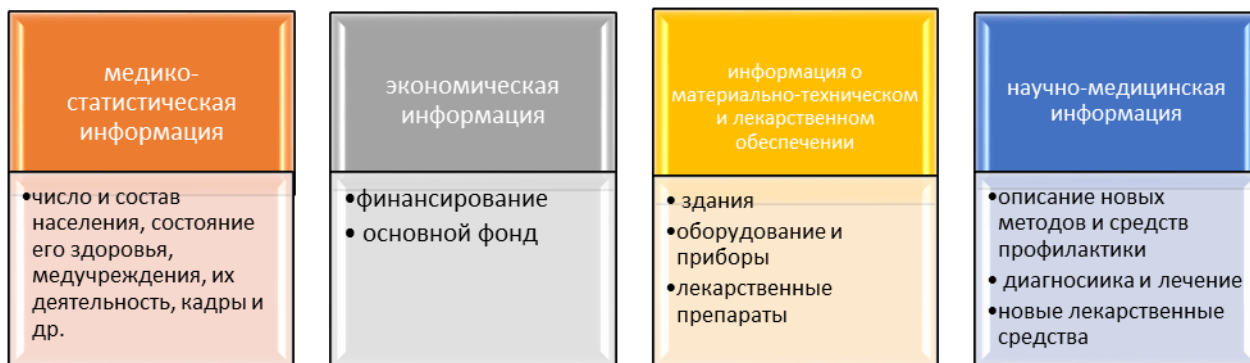 медико-
статистическая
информация
•число и состав
населения, состояние
его здоровья,
медучреждения, их
деятельность, кадры и
др.
экономическая
информация
•финансирование
• основной фонд
информация о
материально-техническом
и лекарственном
обеспечении
• здания
•оборудование и
приборы
•лекарственные
препараты
научно-медицинская
информация
•описание новых
методов и средств
профилактики
• диагносиика и лечение
•новые лекарственные
средства